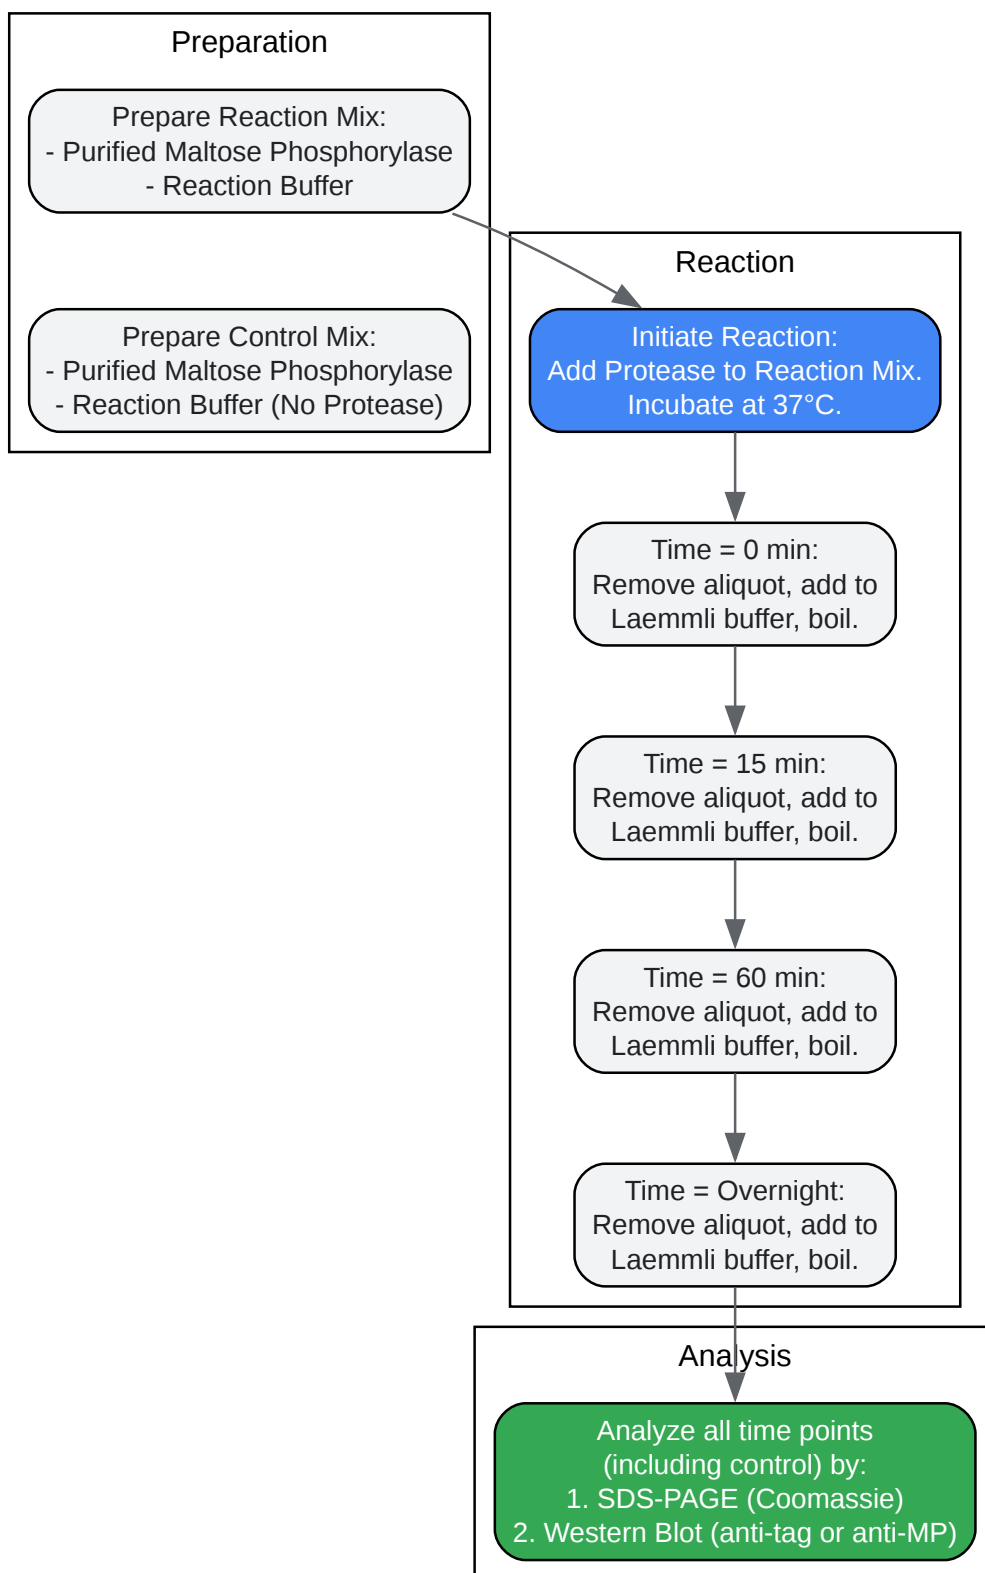 Preparation
Prepare Reaction Mix:
- Purified Maltose Phosphorylase
- Reaction Buffer
Prepare Control Mix:
- Purified Maltose Phosphorylase
- Reaction Buffer (No Protease)
Reaction
Initiate Reaction:
Add Protease to Reaction Mix.
Incubate at 37°C.
Time = 0 min:
Remove aliquot, add to
Laemmli buffer, boil.
Time = 15 min:
Remove aliquot, add to
Laemmli buffer, boil.
Time = 60 min:
Remove aliquot, add to
Laemmli buffer, boil.
Time = Overnight:
Remove aliquot, add to
Laemmli buffer, boil.
Analysis
Analyze all time points
(including control) by:
1. SDS-PAGE (Coomassie)
2. Western Blot (anti-tag or anti-MP)